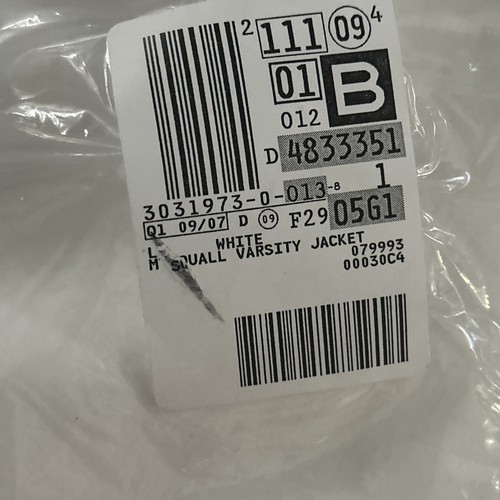 2 111 09 4
01 B
012
D 4833351
3031973-0-013-8 1
Q1 09/07 D 09 F29 05G1
L WHITE
M SQUALL VARSITY JACKET 079993
00030C4